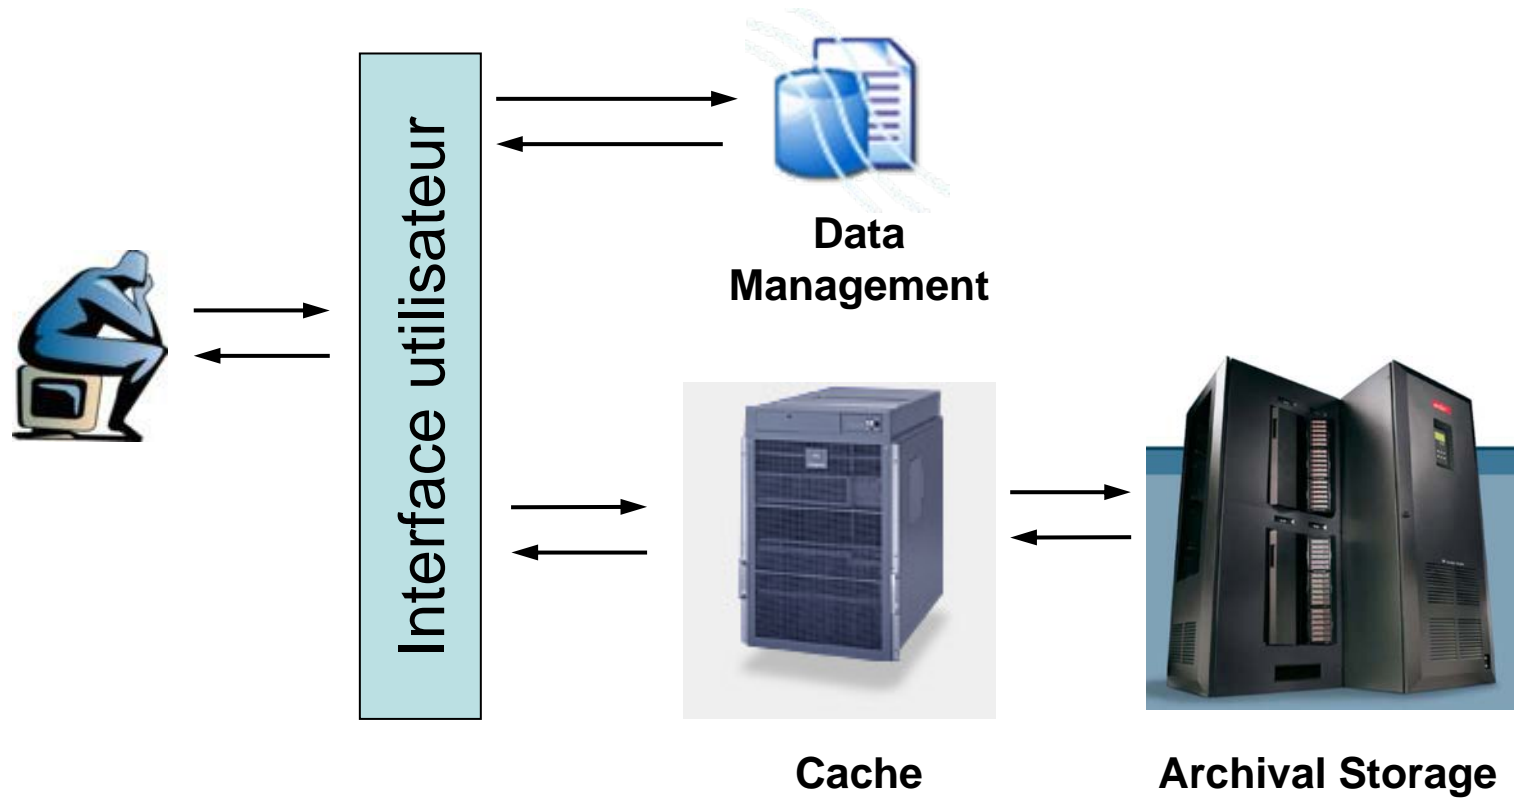 Interface utilisateur
Data
Management
Cache
Archival Storage